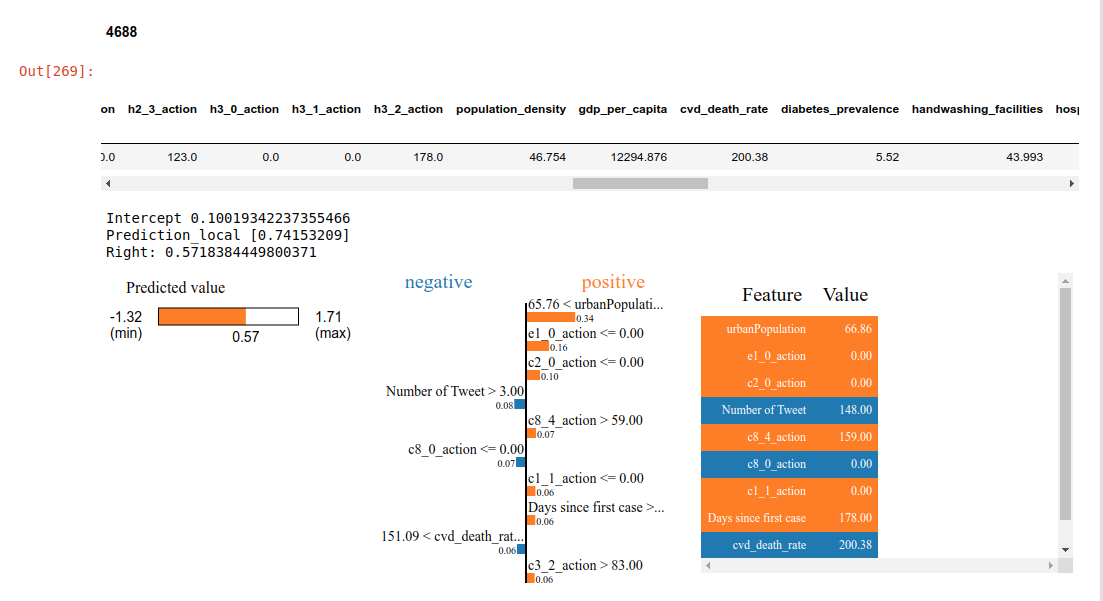 4688
Out[269]:
on h2_3_action h3_0_action h3_1_action h3_2_action population_density gdp_per_capita cvd_death_rate diabetes_prevalence handwashing_facilities hosp
0.0 123.0 0.0 0.0 178.0 46.754 12294.876 200.38 5.52 43.993
Intercept 0.10019342237355466
Prediction_local [0.74153209]
Right: 0.5718384449800371
Predicted value
-1.32
(min)
1.71
(max)
0.57
negative
positive
65.76 < urbanPopulati...
0.34
e1_0_action <= 0.00
0.16
c2_0_action <= 0.00
0.10
Number of Tweet > 3.00
0.08
c8_4_action > 59.00
0.07
c8_0_action <= 0.00
0.07
c1_1_action <= 0.00
0.06
Days since first case >...
0.06
151.09 < cvd_death_rat...
0.06
c3_2_action > 83.00
0.06
Feature Value
urbanPopulation 66.86
e1_0_action 0.00
c2_0_action 0.00
Number of Tweet 148.00
c8_4_action 159.00
c8_0_action 0.00
c1_1_action 0.00
Days since first case 178.00
cvd_death_rate 200.38